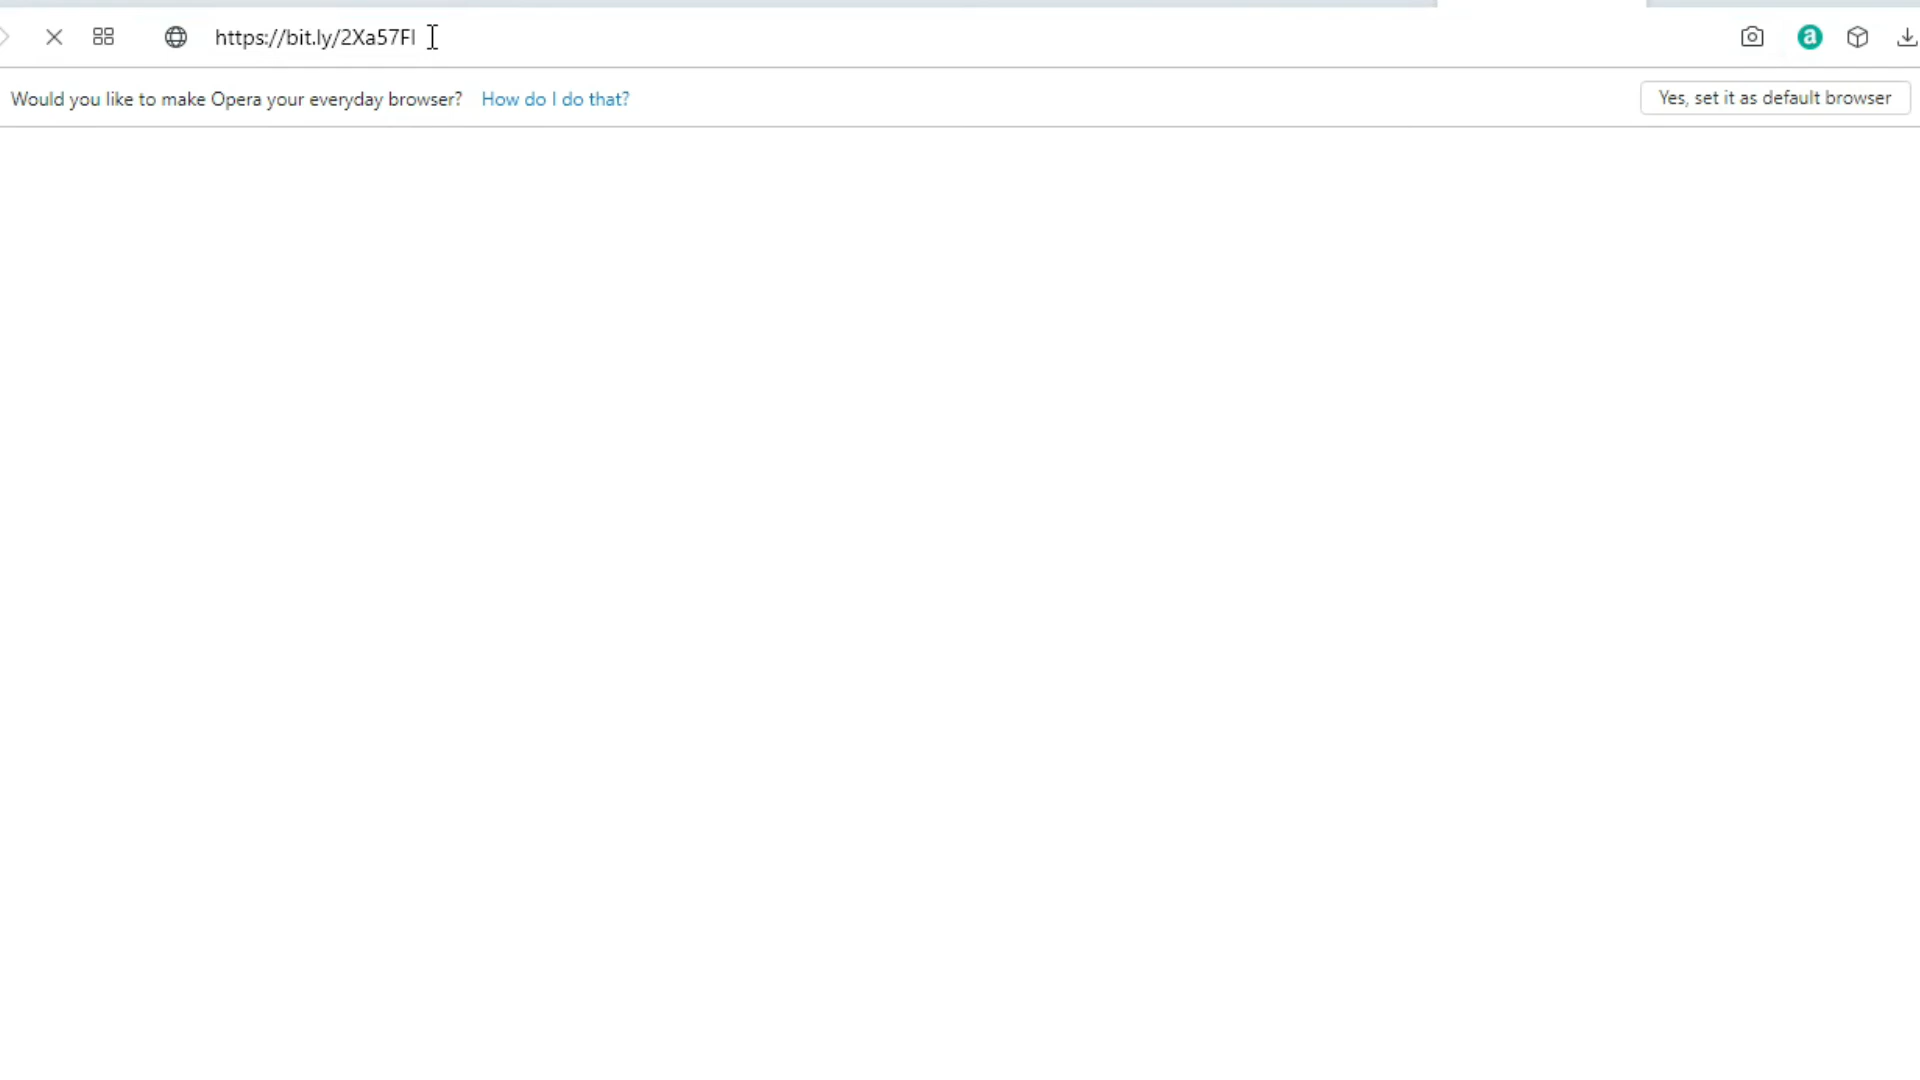 https://bit.ly/2Xa57Fl
Would you like to make Opera your everyday browser? How do I do that? Yes, set it as default browser